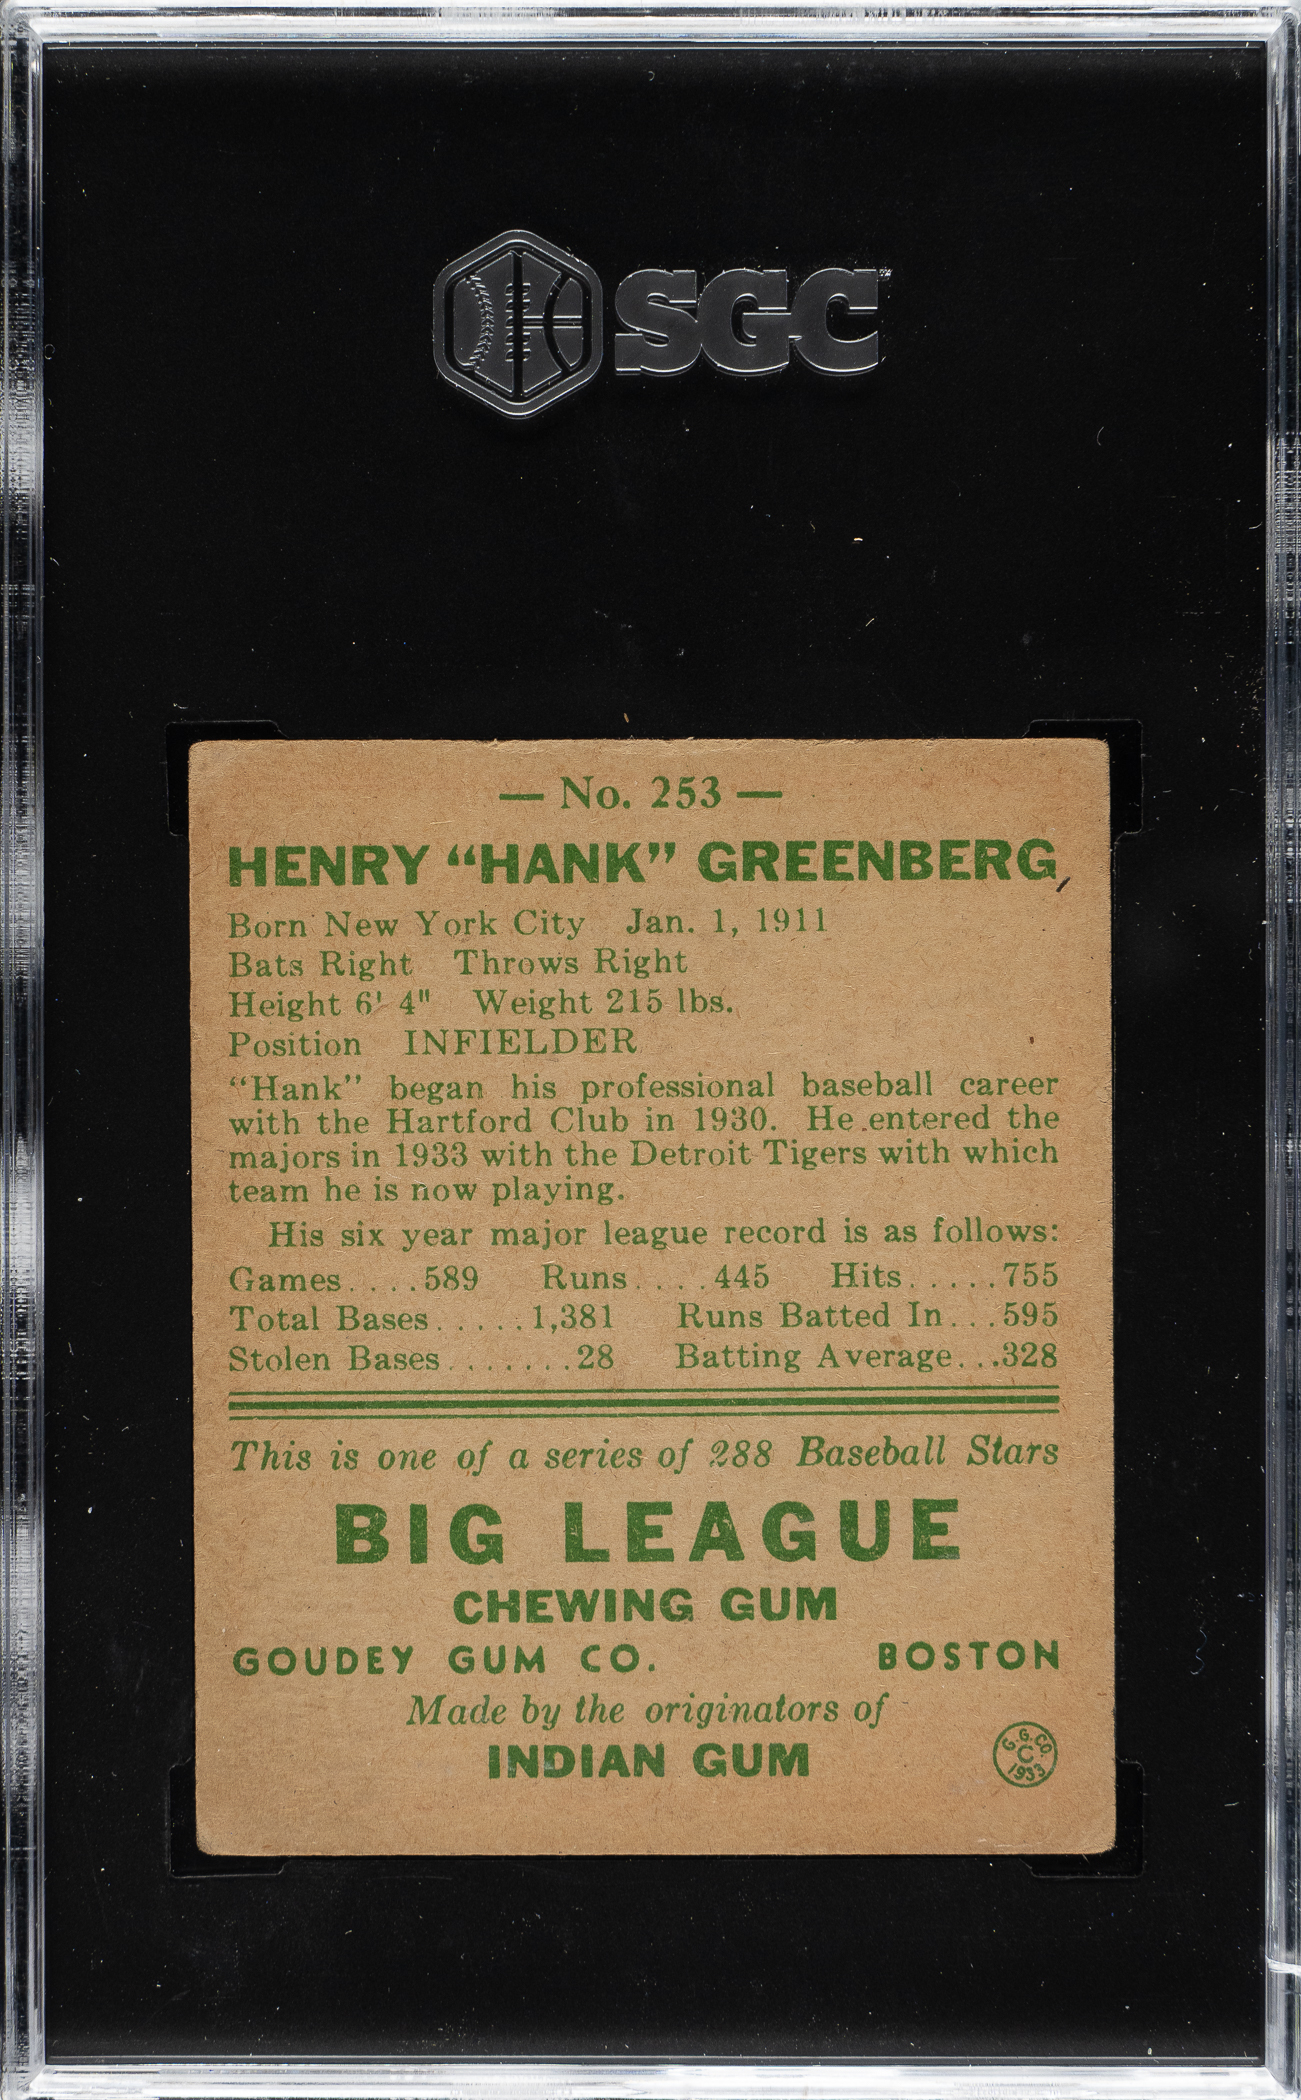 SGC™
— No. 253 —
HENRY “HANK” GREENBERG
Born New York City Jan. 1, 1911
Bats Right Throws Right
Height 6' 4" Weight 215 lbs.
Position INFIELDER
“Hank” began his professional baseball career
with the Hartford Club in 1930. He entered the
majors in 1933 with the Detroit Tigers with which
team he is now playing.
His six year major league record is as follows:
Games....589 Runs....445 Hits.....755
Total Bases.....1,381 Runs Batted In...595
Stolen Bases.......28 Batting Average...328
This is one of a series of 288 Baseball Stars
BIG LEAGUE
CHEWING GUM
GOUDEY GUM CO. BOSTON
Made by the originators of
INDIAN GUM
G.G.CO.
C
1933